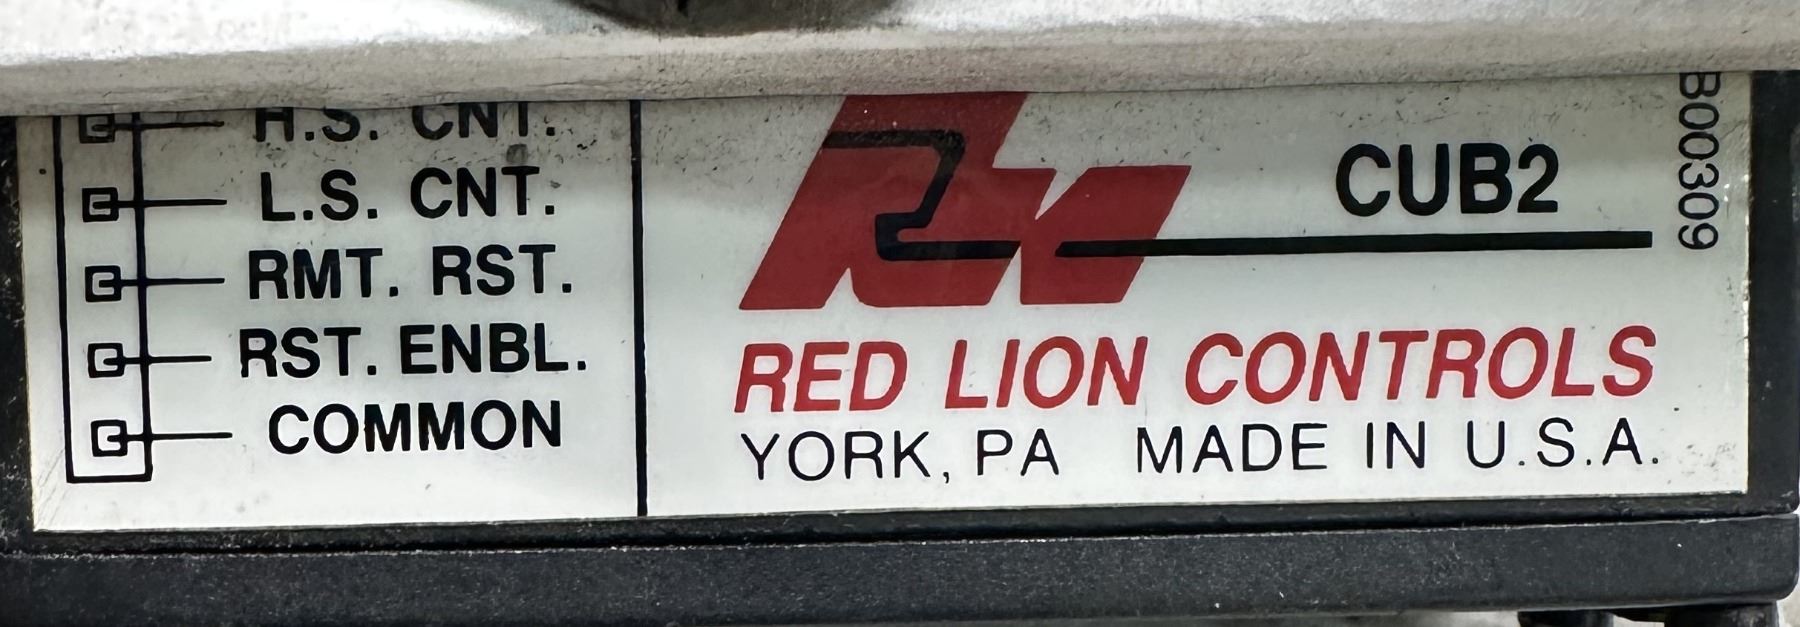 H.S. CNT.
L.S. CNT.
RMT. RST.
RST. ENBL.
COMMON
CUB2
RED LION CONTROLS
YORK, PA MADE IN U.S.A.
B00309